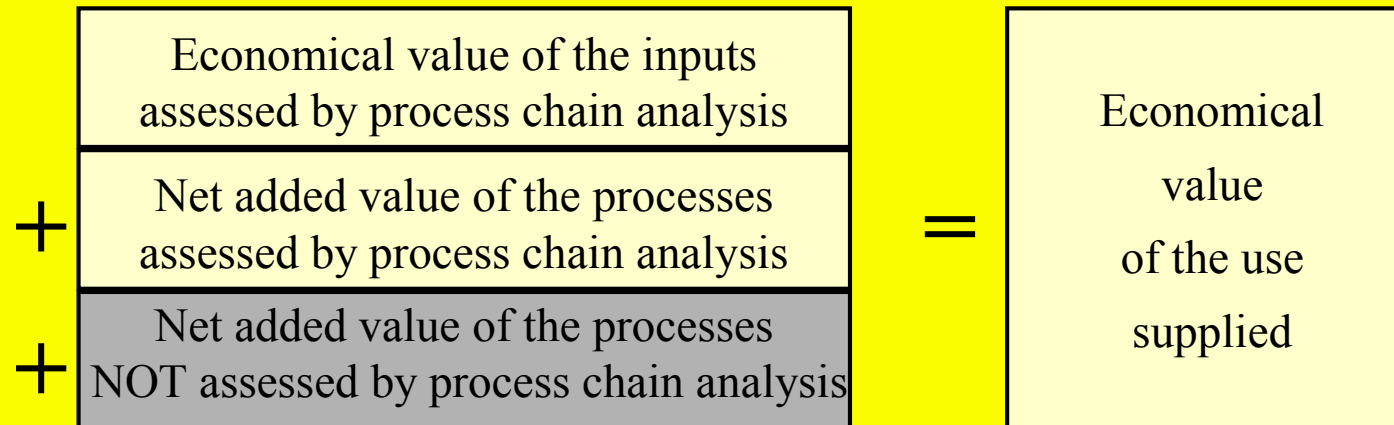 Economical value of the inputs
assessed by process chain analysis
+
Net added value of the processes
assessed by process chain analysis
+
Net added value of the processes
NOT assessed by process chain analysis
=
Economical
value
of the use
supplied